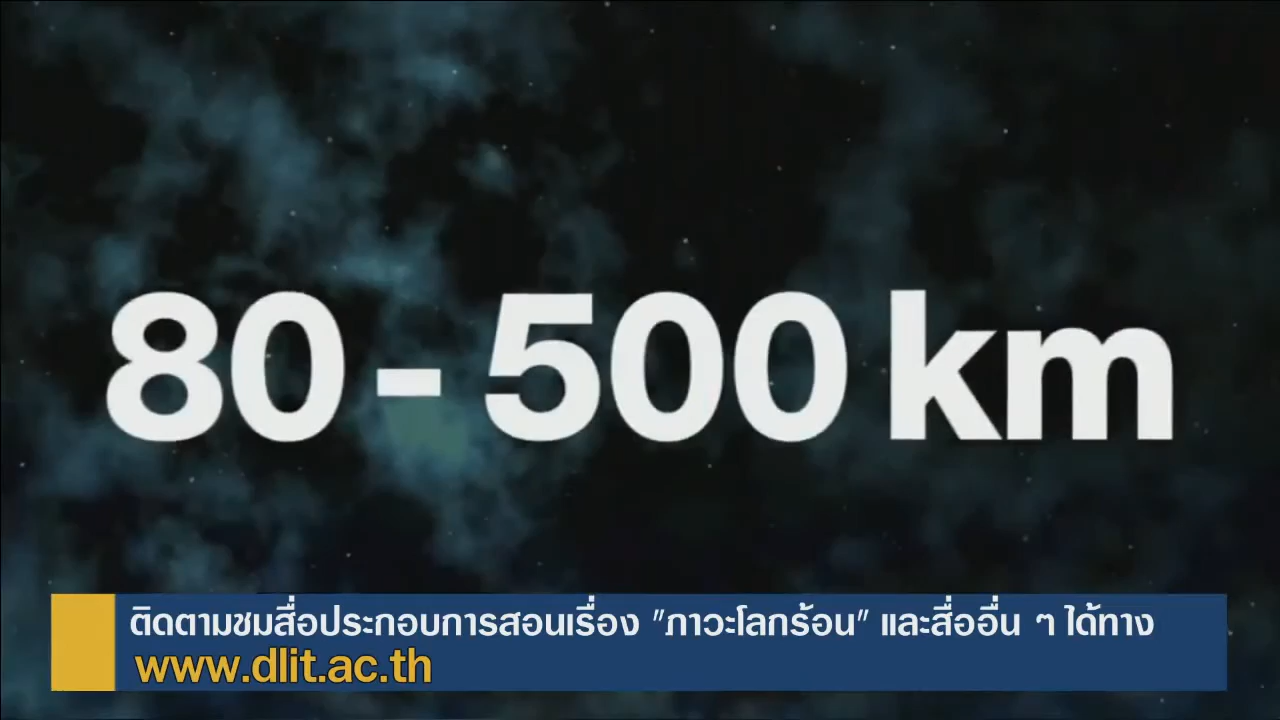 80 - 500 km
ติดตามชมสื่อประกอบการสอนเรื่อง "ภาวะโลกร้อน" และสื่ออื่น ๆ ได้ทาง
www.dlit.ac.th